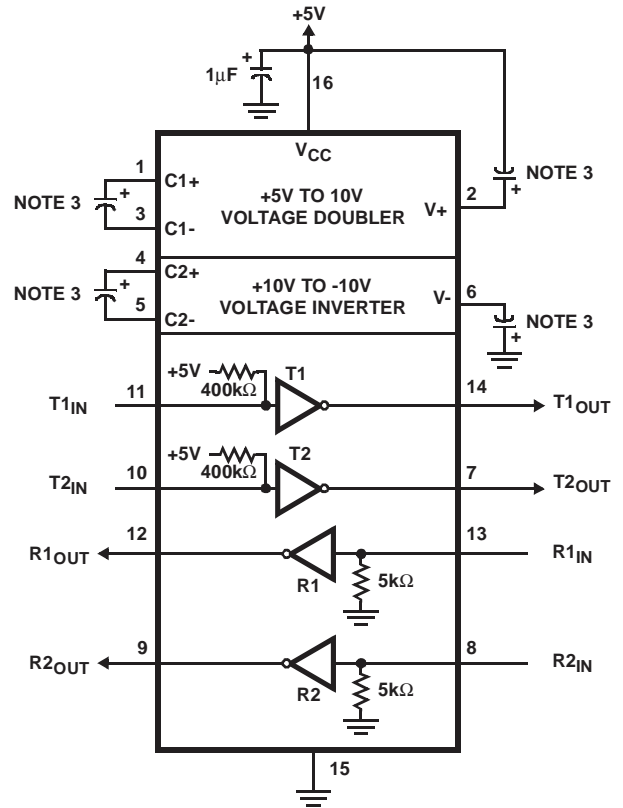 +5V
+
1μF
16
VCC
1
C1+
NOTE 3
+
3
C1-
+5V TO 10V
VOLTAGE DOUBLER
2
V+
+
NOTE 3
4
C2+
NOTE 3
+
5
C2-
+10V TO -10V
VOLTAGE INVERTER
6
V-
NOTE 3
+
+5V
400kΩ
T1
T1IN
11
14
T1OUT
+5V
400kΩ
T2
T2IN
10
7
T2OUT
R1OUT
12
13
R1IN
R1
5kΩ
R2OUT
9
8
R2IN
R2
5kΩ
15